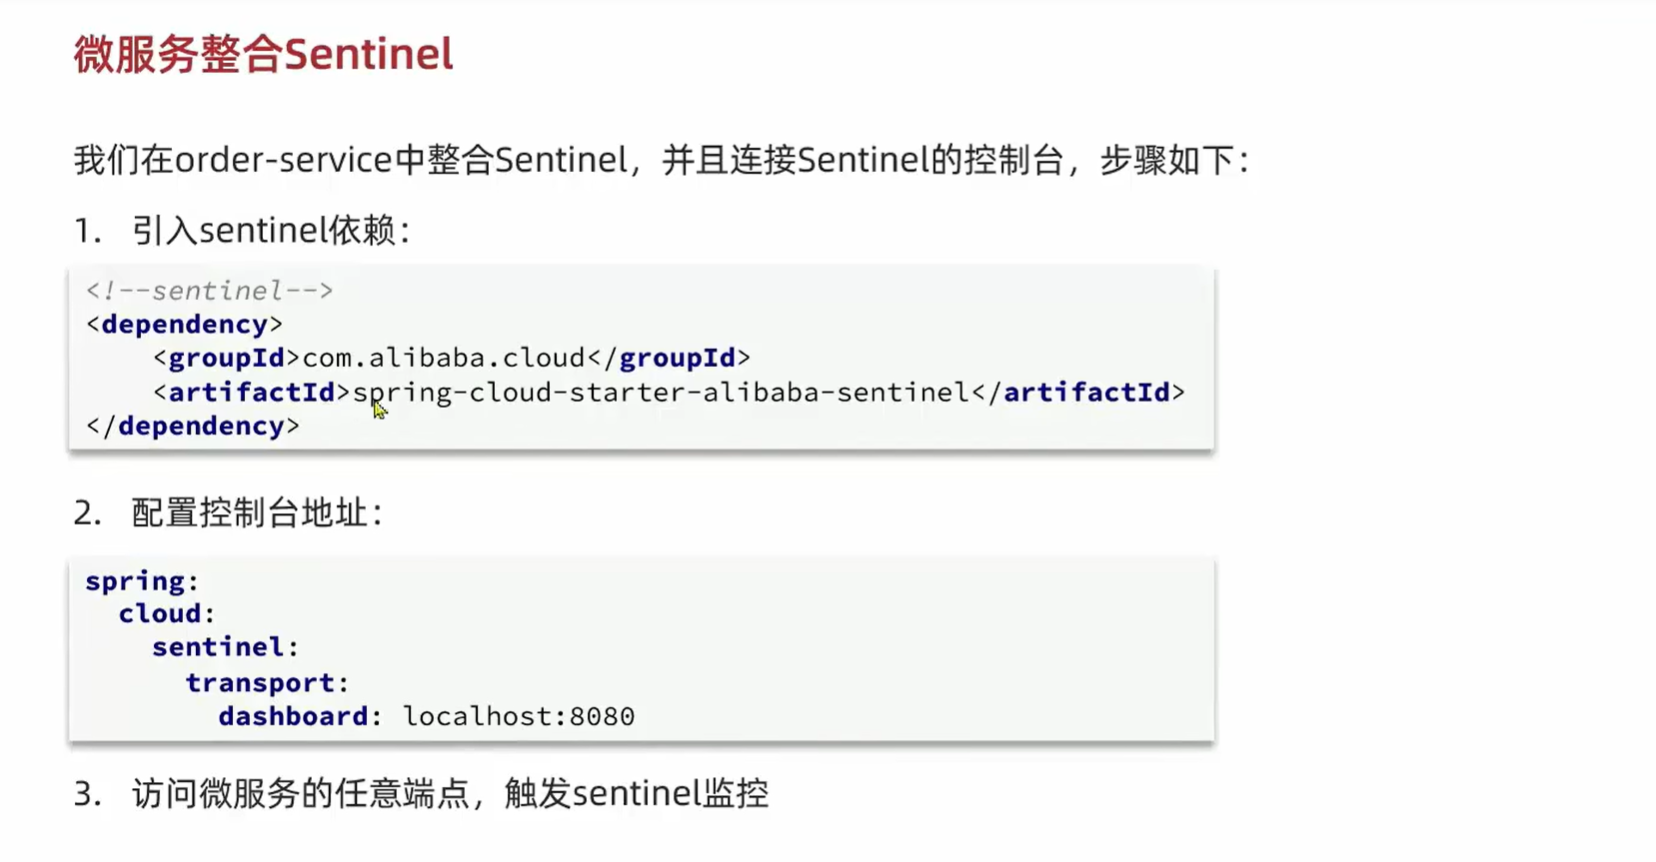 微服务整合Sentinel
我们在order-service中整合Sentinel，并且连接Sentinel的控制台，步骤如下：
1. 引入sentinel依赖：
<!--sentinel-->
<dependency>
    <groupId>com.alibaba.cloud</groupId>
    <artifactId>spring-cloud-starter-alibaba-sentinel</artifactId>
</dependency>
2. 配置控制台地址：
spring:
  cloud:
    sentinel:
      transport:
        dashboard: localhost:8080
3. 访问微服务的任意端点，触发sentinel监控